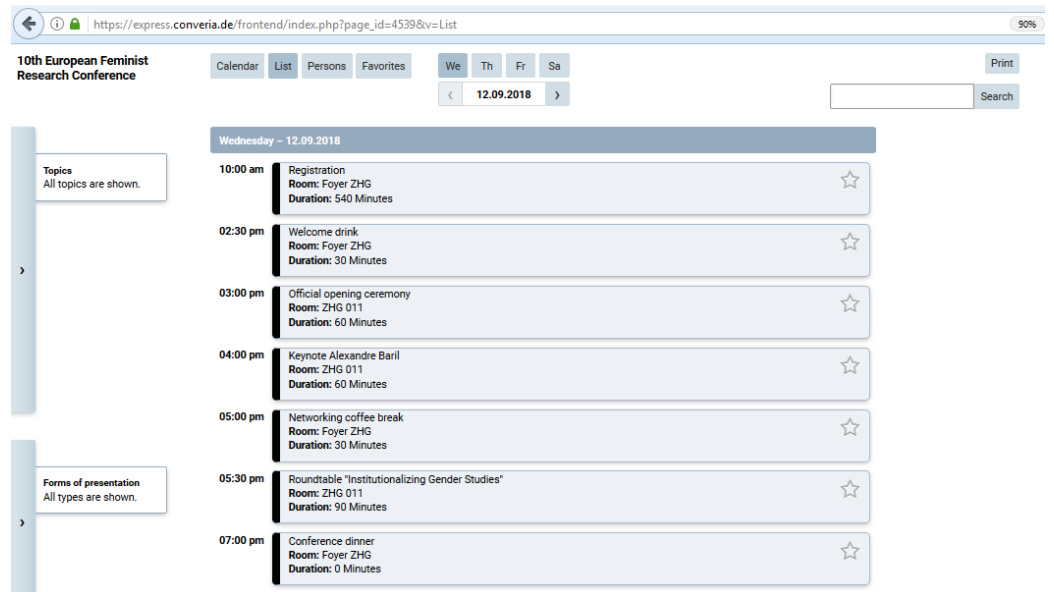 https://express.converia.de/frontend/index.php?page_id=4539&v=List
90%
10th European Feminist
Research Conference
Calendar List Persons Favorites
We Th Fr Sa
Print
‹ 12.09.2018 ›
Search
Wednesday – 12.09.2018
Topics
All topics are shown.
›
10:00 am Registration
Room: Foyer ZHG
Duration: 540 Minutes
02:30 pm Welcome drink
Room: Foyer ZHG
Duration: 30 Minutes
03:00 pm Official opening ceremony
Room: ZHG 011
Duration: 60 Minutes
04:00 pm Keynote Alexandre Baril
Room: ZHG 011
Duration: 60 Minutes
05:00 pm Networking coffee break
Room: Foyer ZHG
Duration: 30 Minutes
Forms of presentation
All types are shown.
›
05:30 pm Roundtable "Institutionalizing Gender Studies"
Room: ZHG 011
Duration: 90 Minutes
07:00 pm Conference dinner
Room: Foyer ZHG
Duration: 0 Minutes